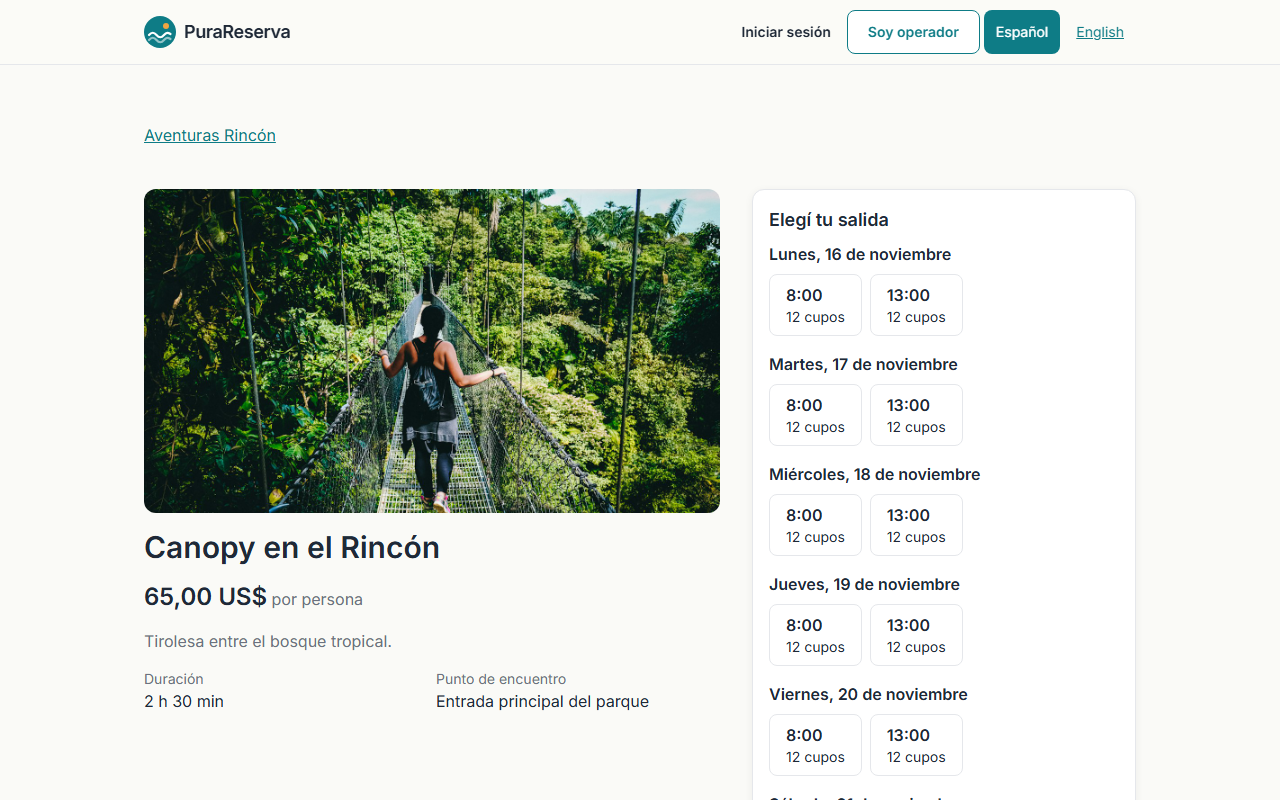 PuraReserva
Iniciar sesión
Soy operador
Español
English
Aventuras Rincón
Canopy en el Rincón
65,00 US$ por persona
Tirolesa entre el bosque tropical.
Duración
2 h 30 min
Punto de encuentro
Entrada principal del parque
Elegí tu salida
Lunes, 16 de noviembre
8:00
12 cupos
13:00
12 cupos
Martes, 17 de noviembre
8:00
12 cupos
13:00
12 cupos
Miércoles, 18 de noviembre
8:00
12 cupos
13:00
12 cupos
Jueves, 19 de noviembre
8:00
12 cupos
13:00
12 cupos
Viernes, 20 de noviembre
8:00
12 cupos
13:00
12 cupos